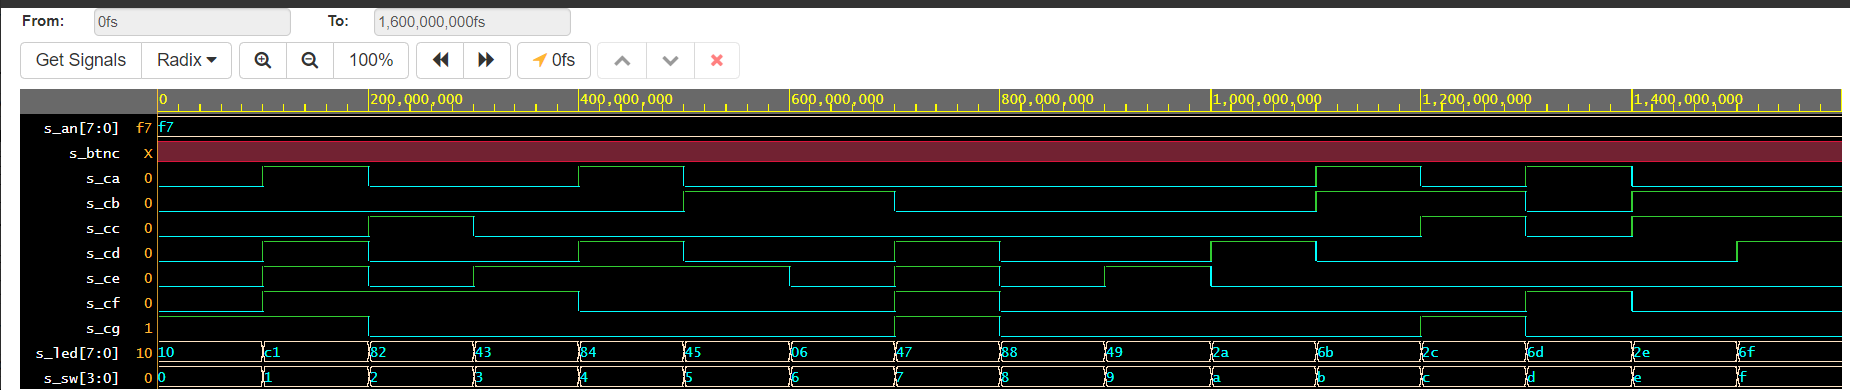 From: 0fs To: 1,600,000,000fs
Get Signals Radix 100% 0fs
0 200,000,000 400,000,000 600,000,000 800,000,000 1,000,000,000 1,200,000,000 1,400,000,000
s_an[7:0] f7 f7
s_btnc X
s_ca 0
s_cb 0
s_cc 0
s_cd 0
s_ce 0
s_cf 0
s_cg 1
s_led[7:0] 10 10 c1 82 43 84 45 06 47 88 49 2a 6b 2c 6d 2e 6f
s_sw[3:0] 0 0 1 2 3 4 5 6 7 8 9 a b c d e f